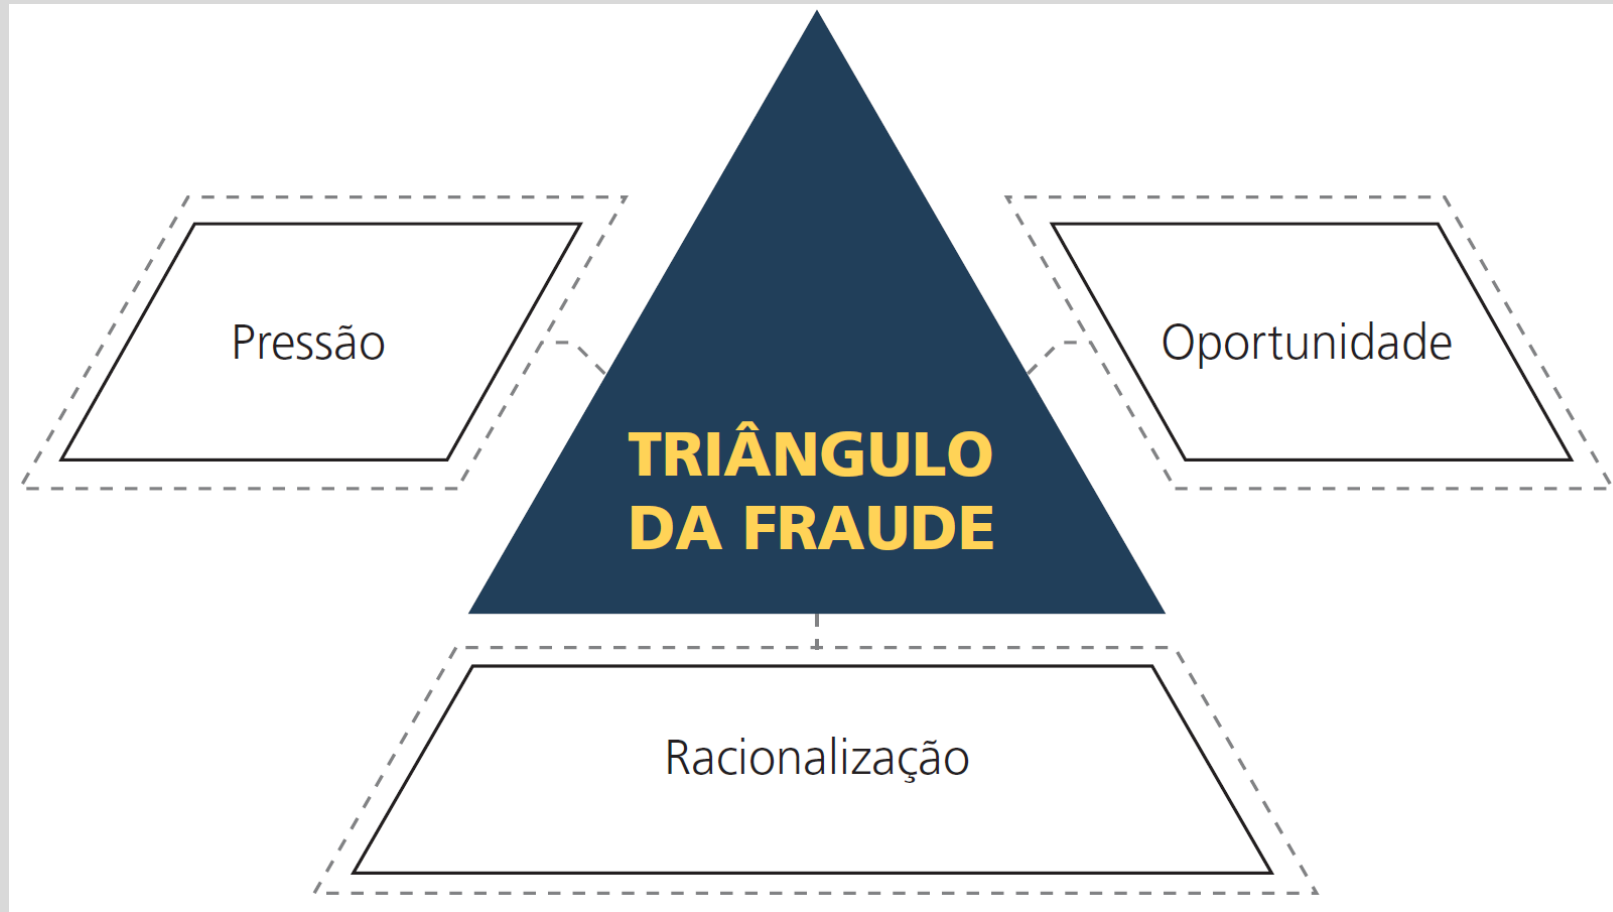 Pressão
Oportunidade
TRIÂNGULO
DA FRAUDE
Racionalização